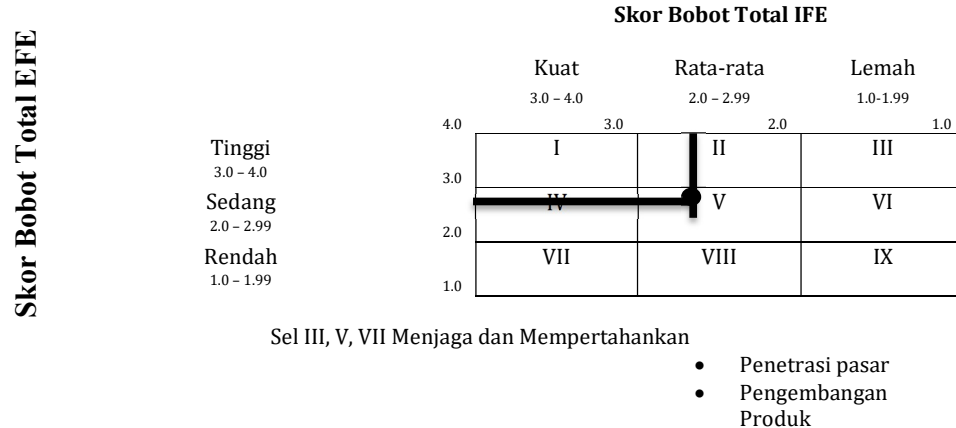 Skor Bobot Total IFE
Skor Bobot Total EFE
Kuat Rata-rata Lemah
3.0 – 4.0 2.0 – 2.99 1.0-1.99
4.0 3.0 2.0 1.0
Tinggi I II III
3.0 – 4.0
3.0
Sedang IV V VI
2.0 – 2.99
2.0
Rendah VII VIII IX
1.0 – 1.99
1.0
Sel III, V, VII Menjaga dan Mempertahankan
• Penetrasi pasar
• Pengembangan
Produk